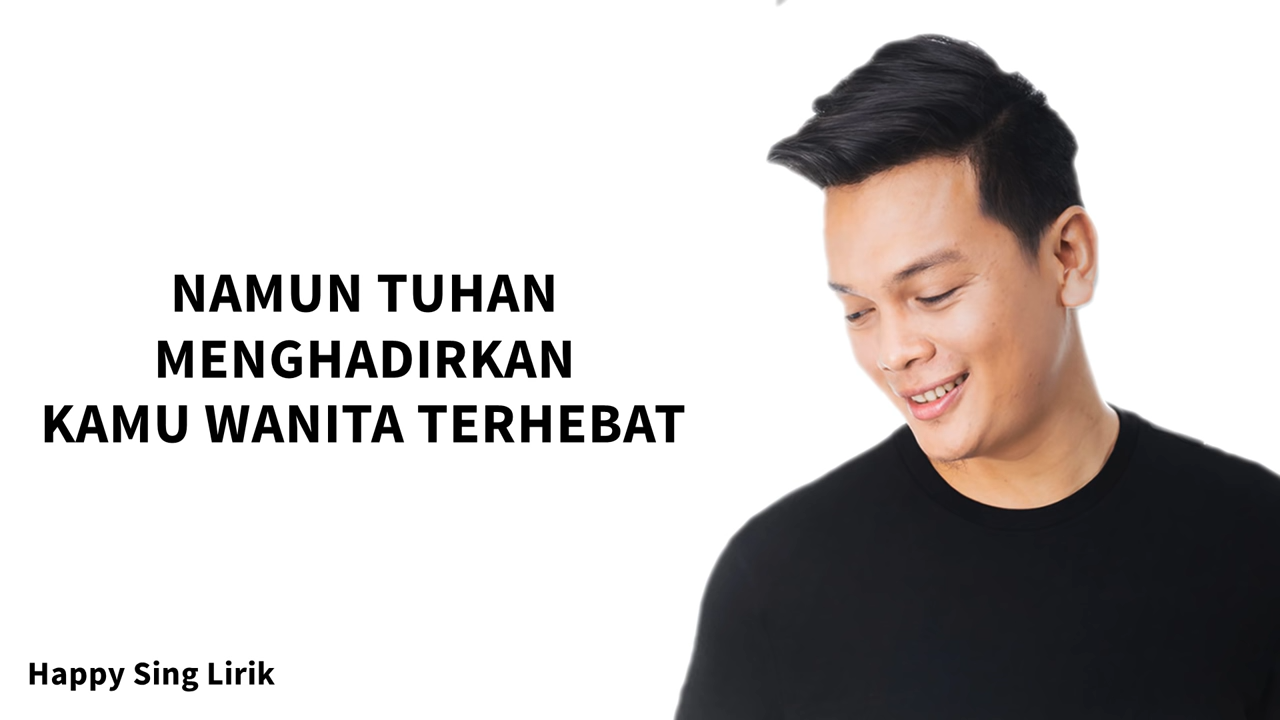 NAMUN TUHAN
MENGHADIRKAN
KAMU WANITA TERHEBAT
Happy Sing Lirik